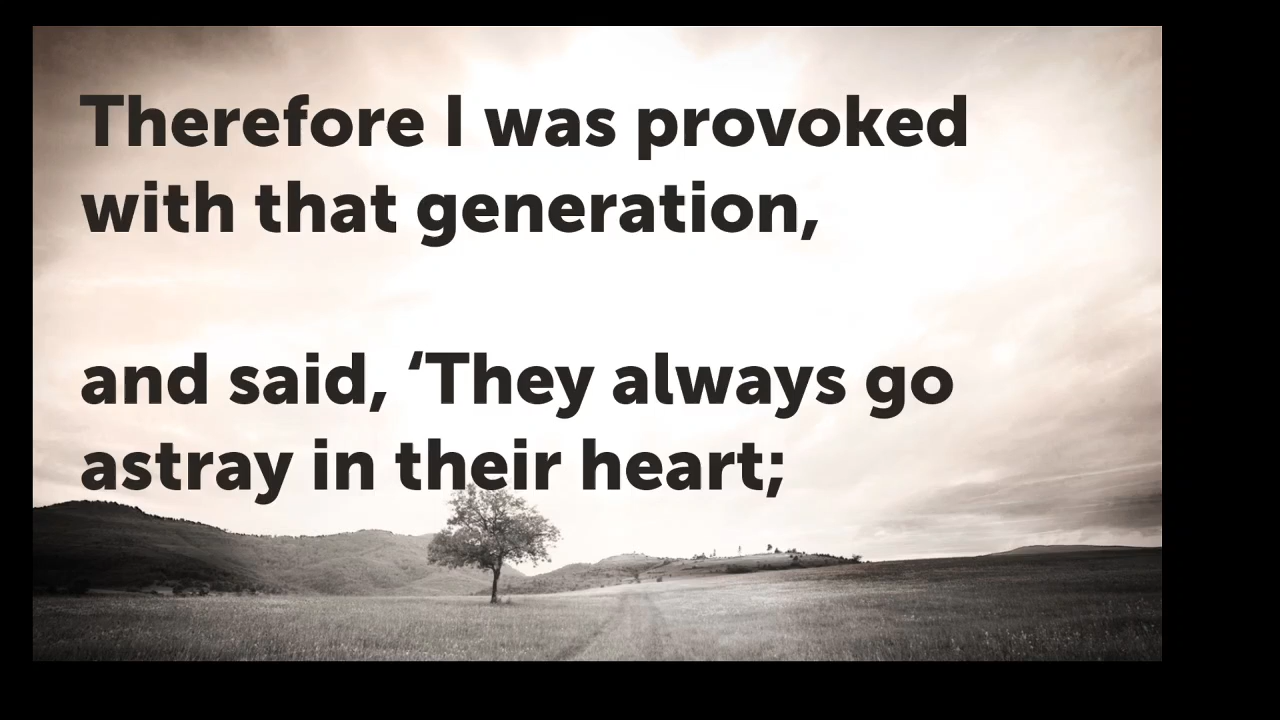 Therefore I was provoked
with that generation,
and said, ‘They always go
astray in their heart;